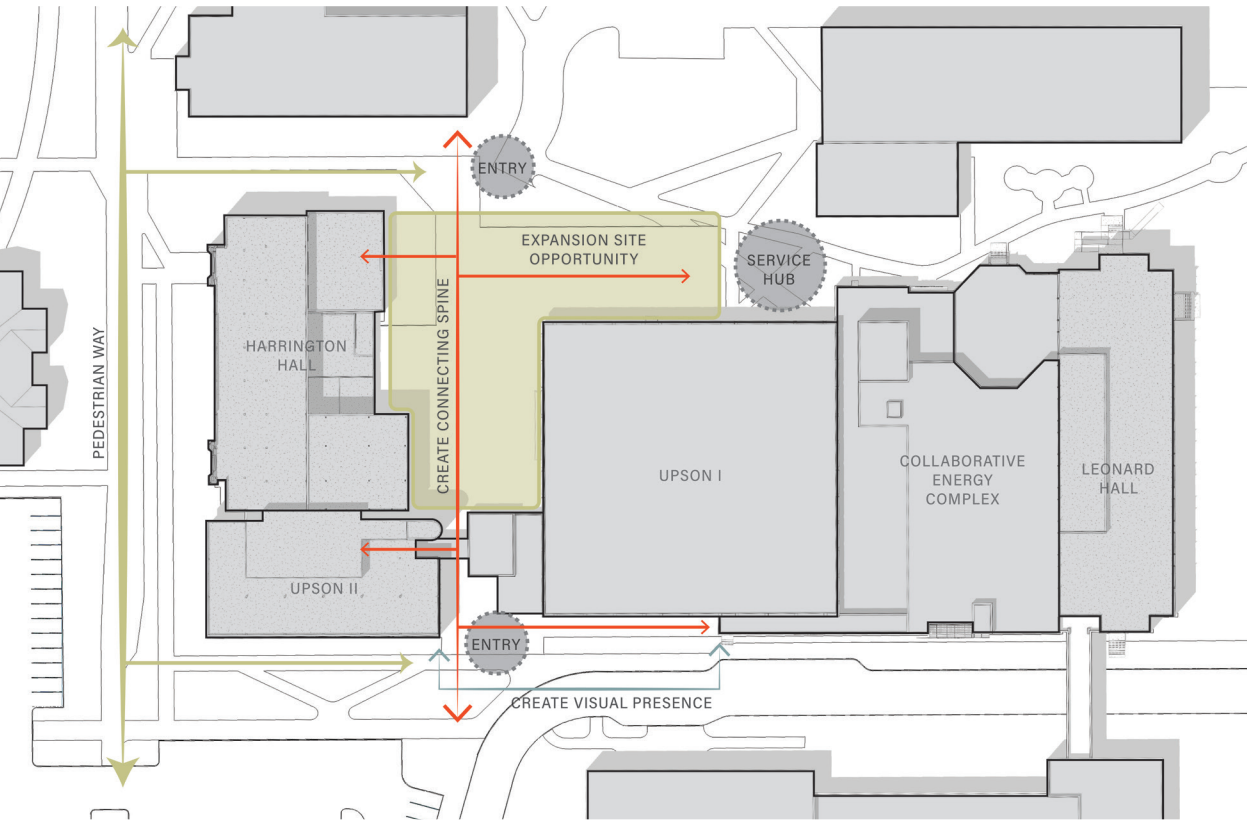 ENTRY
EXPANSION SITE
OPPORTUNITY
SERVICE
HUB
PEDESTRIAN WAY
HARRINGTON
HALL
CREATE CONNECTING SPINE
UPSON I
COLLABORATIVE
ENERGY
COMPLEX
LEONARD
HALL
UPSON II
ENTRY
CREATE VISUAL PRESENCE